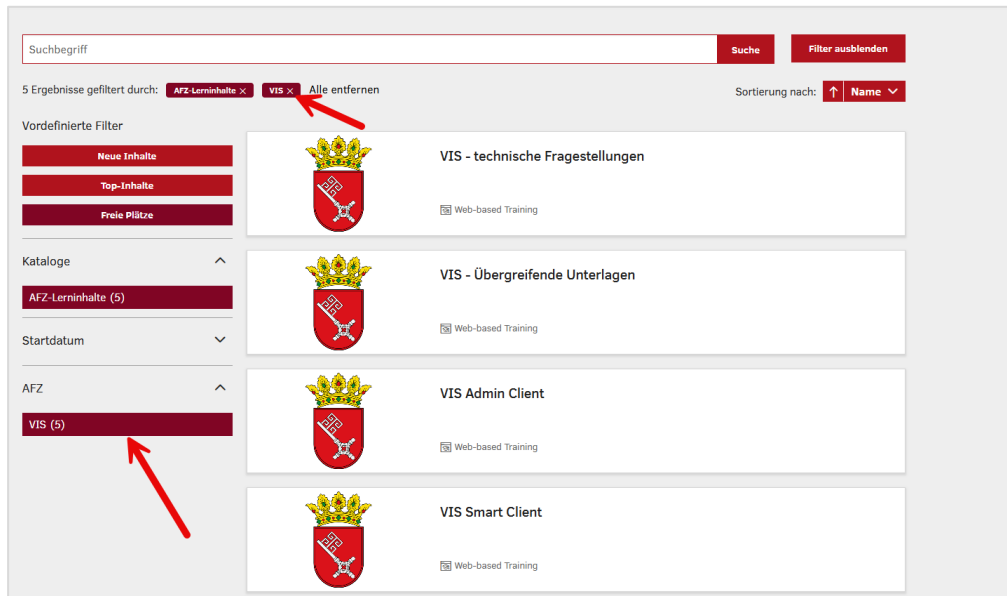 Suchbegriff
Suche
Filter ausblenden
5 Ergebnisse gefiltert durch: AFZ-Lerninhalte × VIS × Alle entfernen
Sortierung nach: ↑ Name
Vordefinierte Filter
Neue Inhalte
Top-Inhalte
Freie Plätze
Kataloge
AFZ-Lerninhalte (5)
Startdatum
AFZ
VIS (5)
VIS - technische Fragestellungen
Web-based Training
VIS - Übergreifende Unterlagen
Web-based Training
VIS Admin Client
Web-based Training
VIS Smart Client
Web-based Training